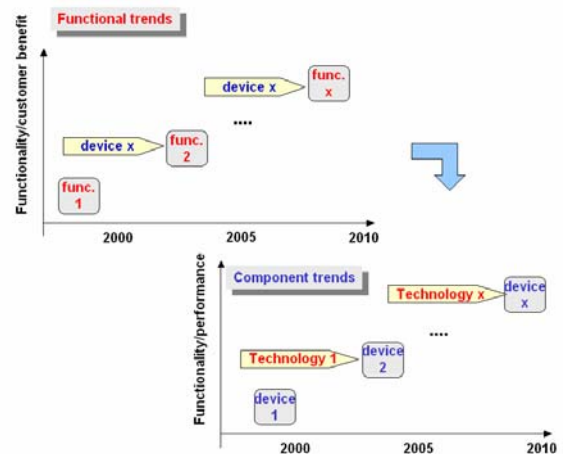 Functional trends
Functionality/customer benefit
device x
func.
x
....
device x
func.
2
func.
1
2000
2005
2010
Component trends
Functionality/performance
Technology x
device
x
....
Technology 1
device
2
device
1
2000
2005
2010